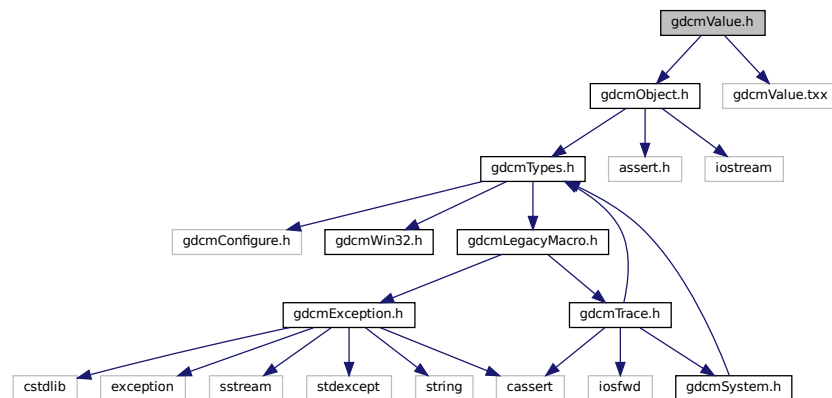 gdcmValue.h
gdcmObject.h
gdcmValue.txx
gdcmTypes.h
assert.h
iostream
gdcmConfigure.h
gdcmWin32.h
gdcmLegacyMacro.h
gdcmException.h
gdcmTrace.h
cstdlib
exception
sstream
stdexcept
string
cassert
iosfwd
gdcmSystem.h